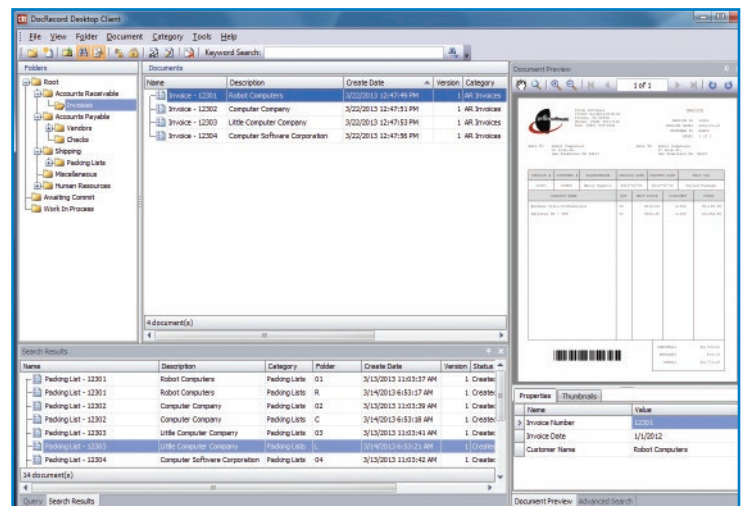 DocRecord Desktop Client
File View Folder Document Category Tools Help
Keyword Search:
Folders
Root
Accounts Receivable
Invoices
Accounts Payable
Vendors
Checks
Shipping
Packing Lists
Miscellaneous
Human Resources
Awaiting Commit
Work In Process
Documents
Name Description Create Date Version Category
Invoice - 12301 Robot Computers 3/22/2013 12:47:49 PM 1 AR Invoices
Invoice - 12302 Computer Company 3/22/2013 12:47:51 PM 1 AR Invoices
Invoice - 12303 Little Computer Company 3/22/2013 12:47:53 PM 1 AR Invoices
Invoice - 12304 Computer Software Corporation 3/22/2013 12:47:56 PM 1 AR Invoices
4 document(s)
Document Preview
1 of 1
INVOICE
Search Results
Name Description Category Folder Create Date Version Status
Packing List - 12301 Robot Computers Packing Lists 01 3/13/2013 11:03:37 AM 1 Created
Packing List - 12301 Robot Computers Packing Lists R 3/14/2013 6:53:17 AM 1 Created
Packing List - 12302 Computer Company Packing Lists 02 3/13/2013 11:03:39 AM 1 Created
Packing List - 12302 Computer Company Packing Lists C 3/14/2013 6:53:18 AM 1 Created
Packing List - 12303 Little Computer Company Packing Lists 03 3/13/2013 11:03:41 AM 1 Created
Packing List - 12303 Little Computer Company Packing Lists L 3/14/2013 6:53:21 AM 1 Created
Packing List - 12304 Computer Software Corporation Packing Lists 04 3/13/2013 11:03:42 AM 1 Created
14 document(s)
Query Search Results
Properties Thumbnails
Name Value
Invoice Number 12301
Invoice Date 1/1/2012
Customer Name Robot Computers
Document Preview Advanced Search